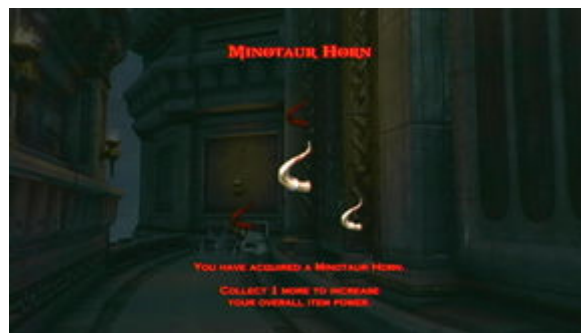 MINOTAUR HORN
YOU HAVE ACQUIRED A MINOTAUR HORN.
COLLECT 1 MORE TO INCREASE
YOUR OVERALL ITEM POWER.